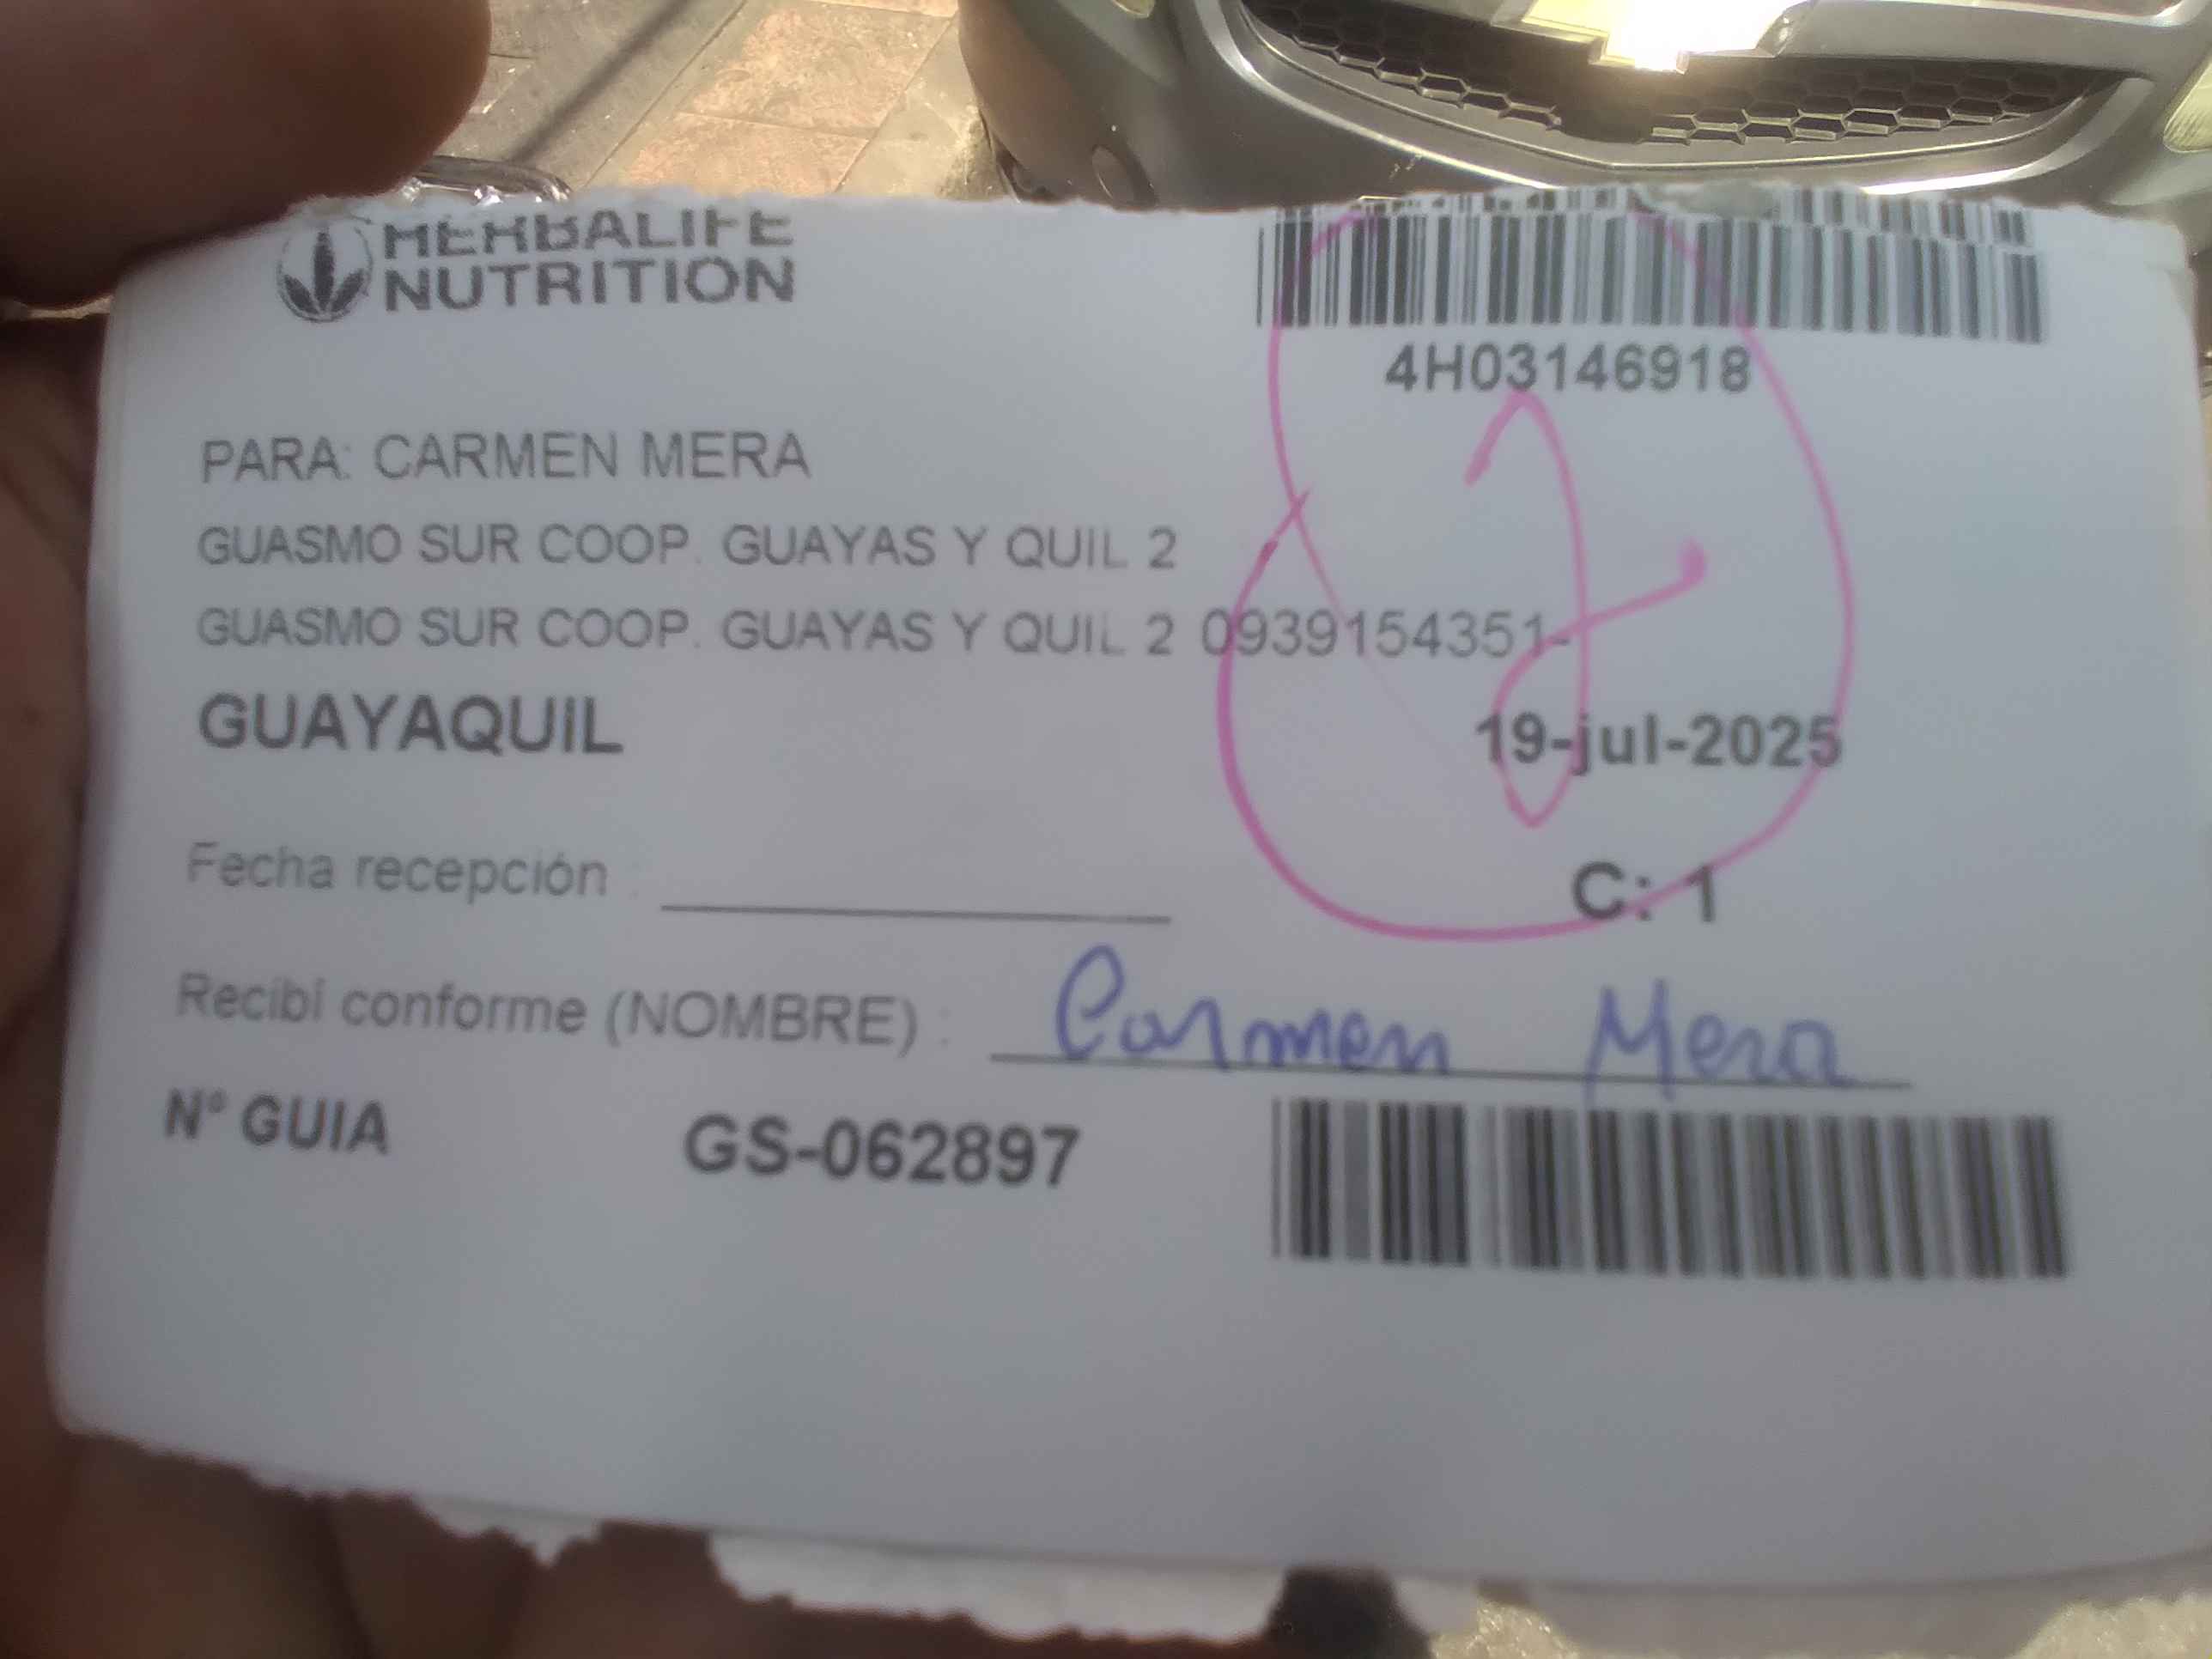 HERBALIFE
NUTRITION
4H03146918
PARA: CARMEN MERA
GUASMO SUR COOP. GUAYAS Y QUIL 2
GUASMO SUR COOP. GUAYAS Y QUIL 2 0939154351-
GUAYAQUIL
19-jul-2025
Fecha recepción :
C: 1
Recibi conforme (NOMBRE) : Carmen Mera
N° GUIA GS-062897